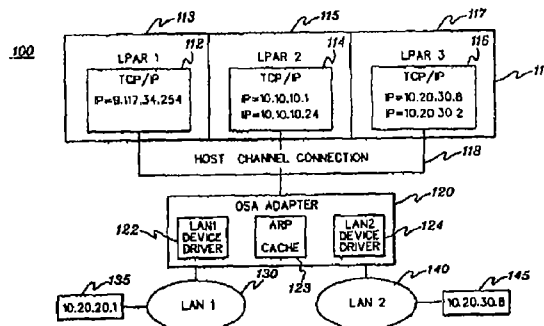 113
115
117
100
112
114
116
LPAR 1
LPAR 2
LPAR 3
TCP/IP
IP=9.117.34.254
TCP/IP
IP=10.10.10.1
IP=10.10.10.24
TCP/IP
IP=10.20.30.8
IP=10.20.30.2
HOST CHANNEL CONNECTION
118
120
OSA ADAPTER
122
LAN1
DEVICE
DRIVER
ARP
CACHE
LAN2
DEVICE
DRIVER
124
123
130
140
135
10.20.20.1
LAN 1
LAN 2
145
10.20.30.8